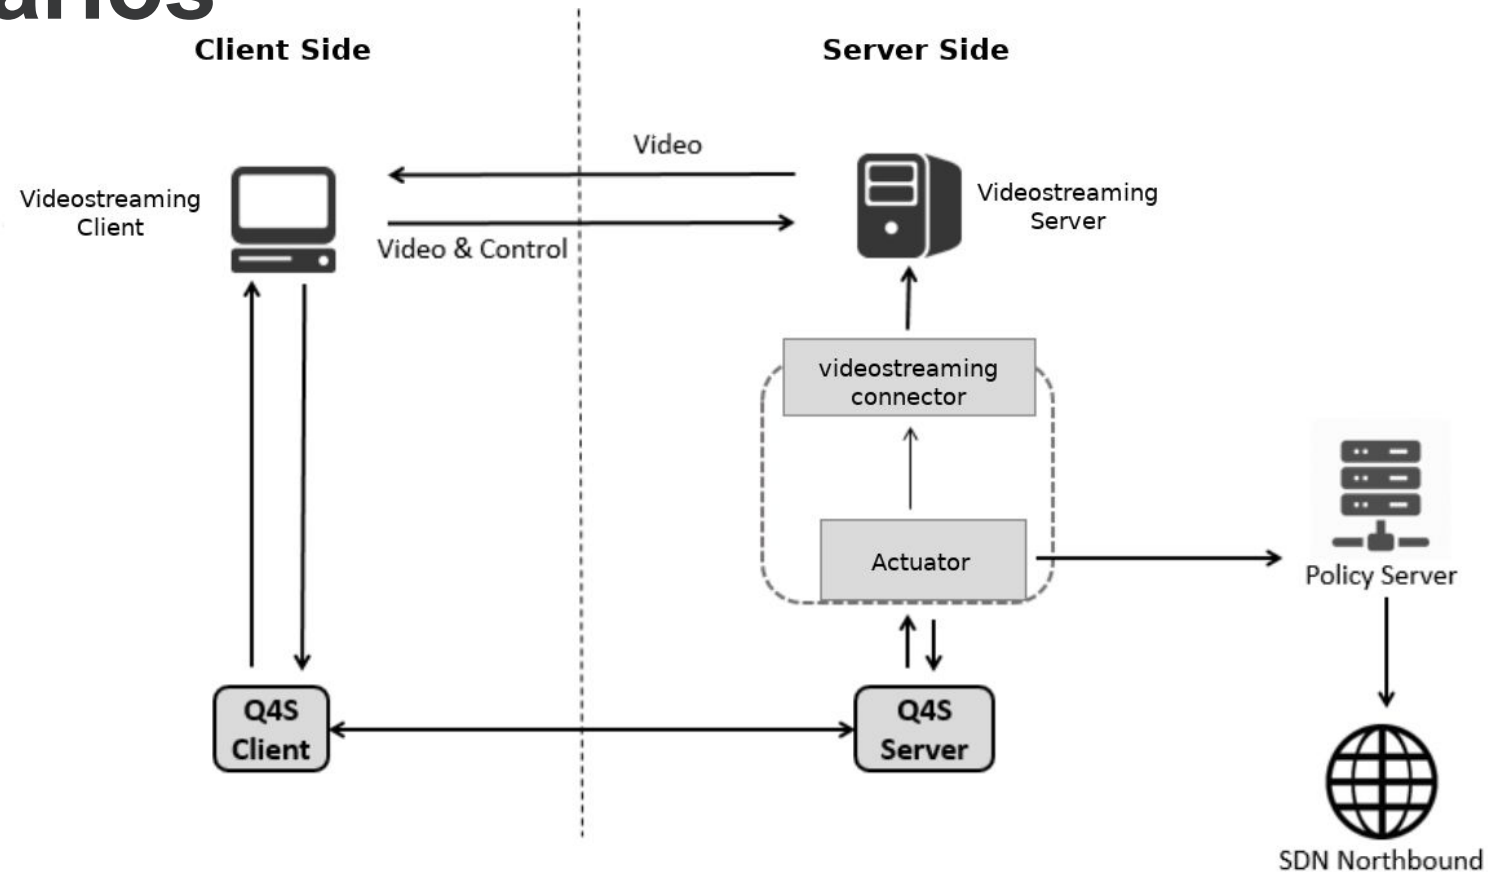 Client Side
Server Side
Video
Videostreaming
Client
Videostreaming
Server
Video & Control
videostreaming
connector
Actuator
Policy Server
Q4S
Client
Q4S
Server
SDN Northbound